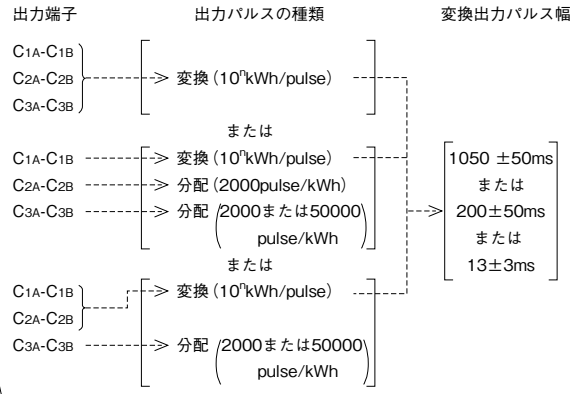 出力端子 出力パルスの種類 変換出力パルス幅
C1A-C1B
C2A-C2B 変換(10ⁿkWh/pulse)
C3A-C3B
または
C1A-C1B 変換(10ⁿkWh/pulse)
C2A-C2B 分配(2000pulse/kWh)
C3A-C3B 分配(2000または50000
pulse/kWh)
または
C1A-C1B 変換(10ⁿkWh/pulse)
C2A-C2B
C3A-C3B 分配(2000または50000
pulse/kWh)
1050 ±50ms
または
200±50ms
または
13±3ms